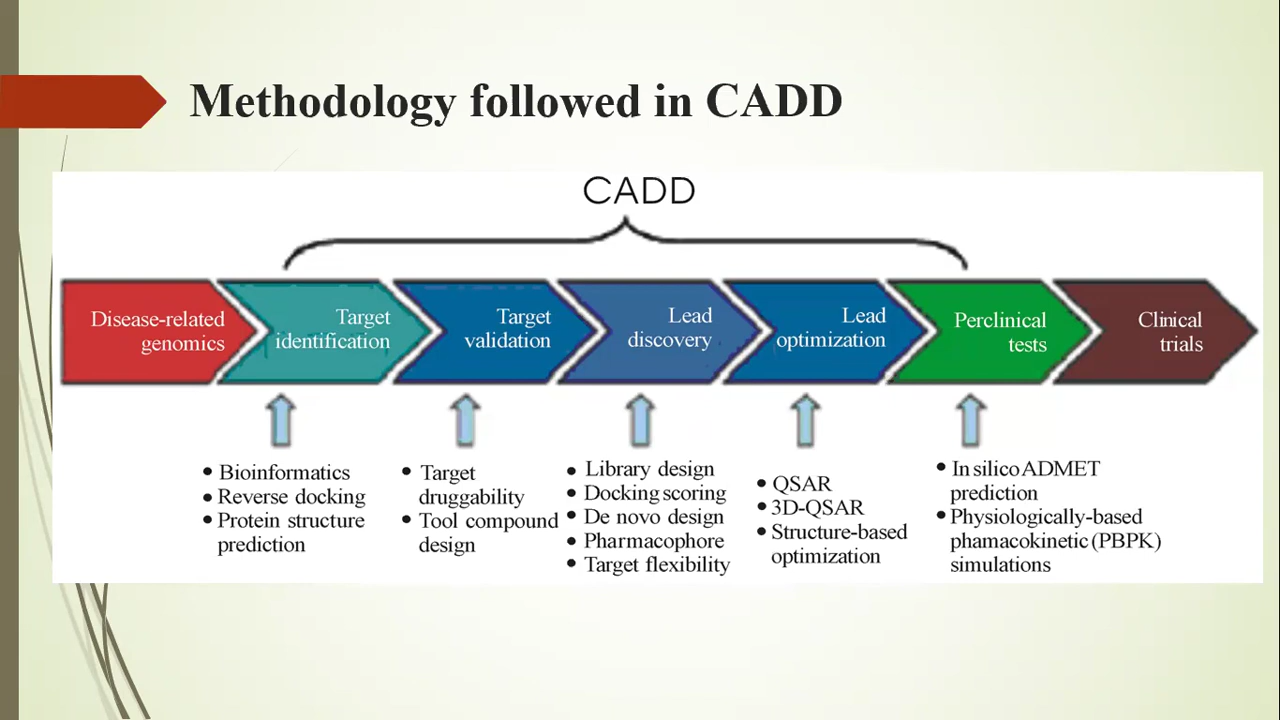 Methodology followed in CADD
CADD
Disease-related
genomics
Target
identification
Target
validation
Lead
discovery
Lead
optimization
Perclinical
tests
Clinical
trials
• Bioinformatics
• Reverse docking
• Protein structure
prediction
• Target
druggability
• Tool compound
design
• Library design
• Docking scoring
• De novo design
• Pharmacophore
• Target flexibility
• QSAR
• 3D-QSAR
• Structure-based
optimization
• In silico ADMET
prediction
• Physiologically-based
phamacokinetic (PBPK)
simulations